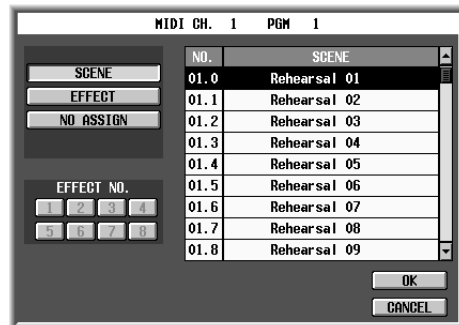 MIDI CH. 1 PGM 1
SCENE
EFFECT
NO ASSIGN
EFFECT NO.
1 2 3 4
5 6 7 8
NO. SCENE
01.0 Rehearsal 01
01.1 Rehearsal 02
01.2 Rehearsal 03
01.3 Rehearsal 04
01.4 Rehearsal 05
01.5 Rehearsal 06
01.6 Rehearsal 07
01.7 Rehearsal 08
01.8 Rehearsal 09
OK
CANCEL